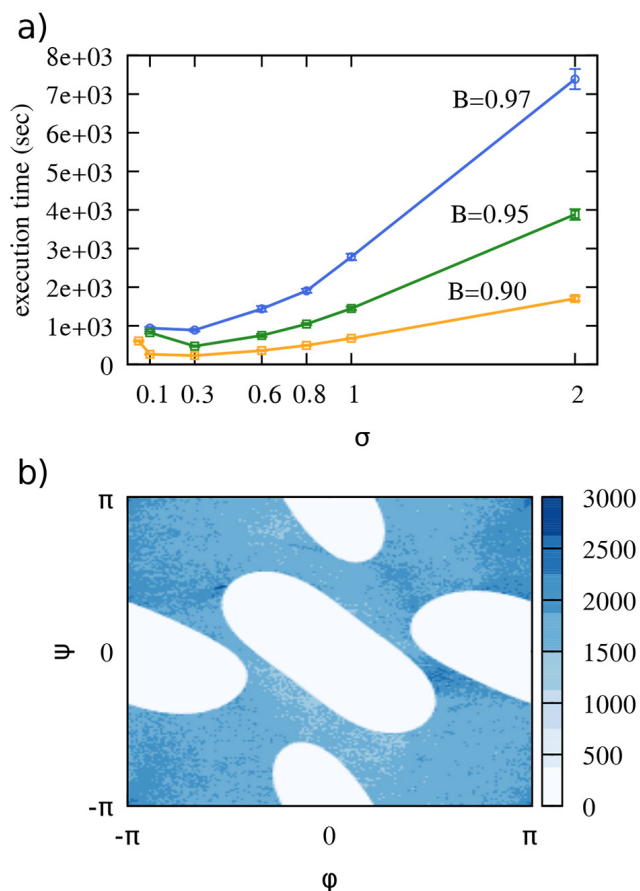 a)
8e+03
7e+03
6e+03
5e+03
4e+03
3e+03
2e+03
1e+03
0
execution time (sec)
B=0.97
B=0.95
B=0.90
0.1 0.3 0.6 0.8 1 2
σ
b)
π
ψ
0
-π
-π 0 π
φ
3000
2500
2000
1500
1000
500
0